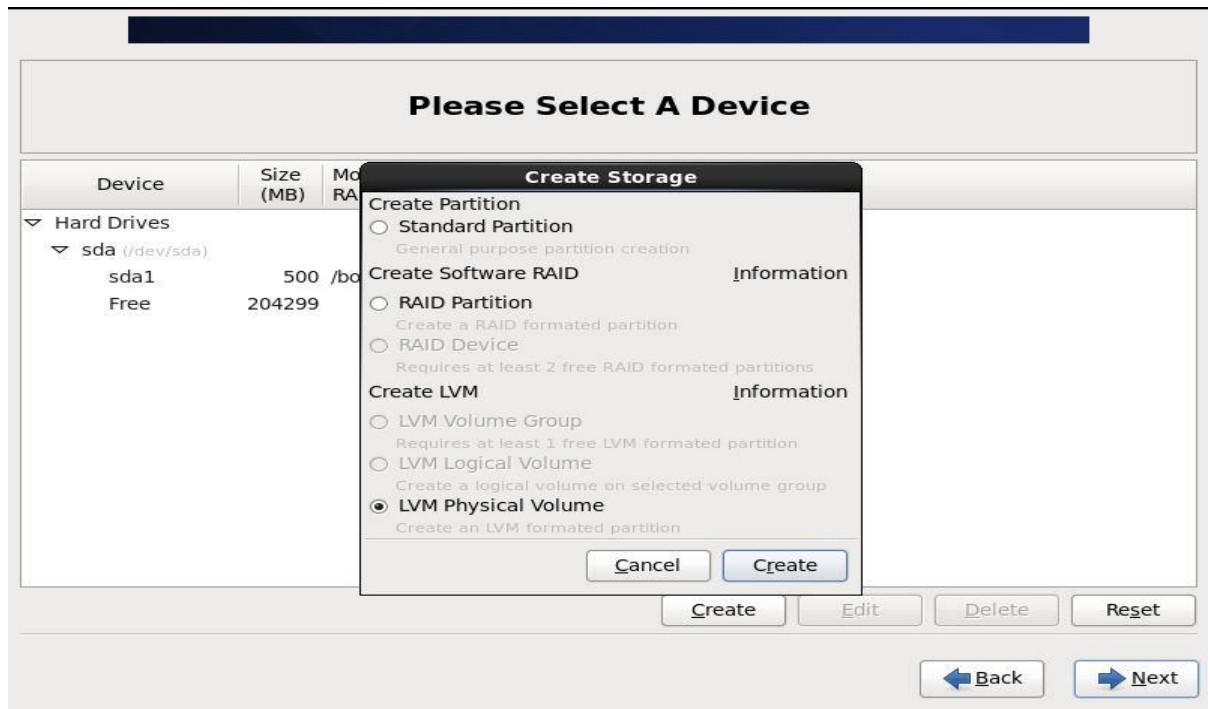 Please Select A Device
Device
Size
(MB)
Mo
RA
Hard Drives
sda (/dev/sda)
sda1 500 /bo
Free 204299
Create Storage
Create Partition
Standard Partition
General purpose partition creation
Create Software RAID Information
RAID Partition
Create a RAID formated partition
RAID Device
Requires at least 2 free RAID formated partitions
Create LVM Information
LVM Volume Group
Requires at least 1 free LVM formated partition
LVM Logical Volume
Create a logical volume on selected volume group
LVM Physical Volume
Create an LVM formated partition
Cancel Create
Create Edit Delete Reset
Back Next